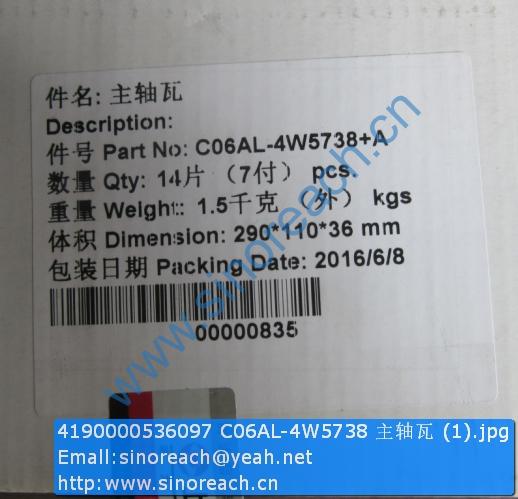 件名: 主轴瓦
Description:
件号 Part No: C06AL-4W5738+A
数量 Qty: 14片 （7付） pcs.
重量 Weight: 1.5千克 （外） kgs
体积 Dimension: 290*110*36 mm
包装日期 Packing Date: 2016/6/8
00000835
www.sinoreach.cn
4190000536097 C06AL-4W5738 主轴瓦 (1).jpg
Email:sinoreach@yeah.net
http://www.sinoreach.cn/